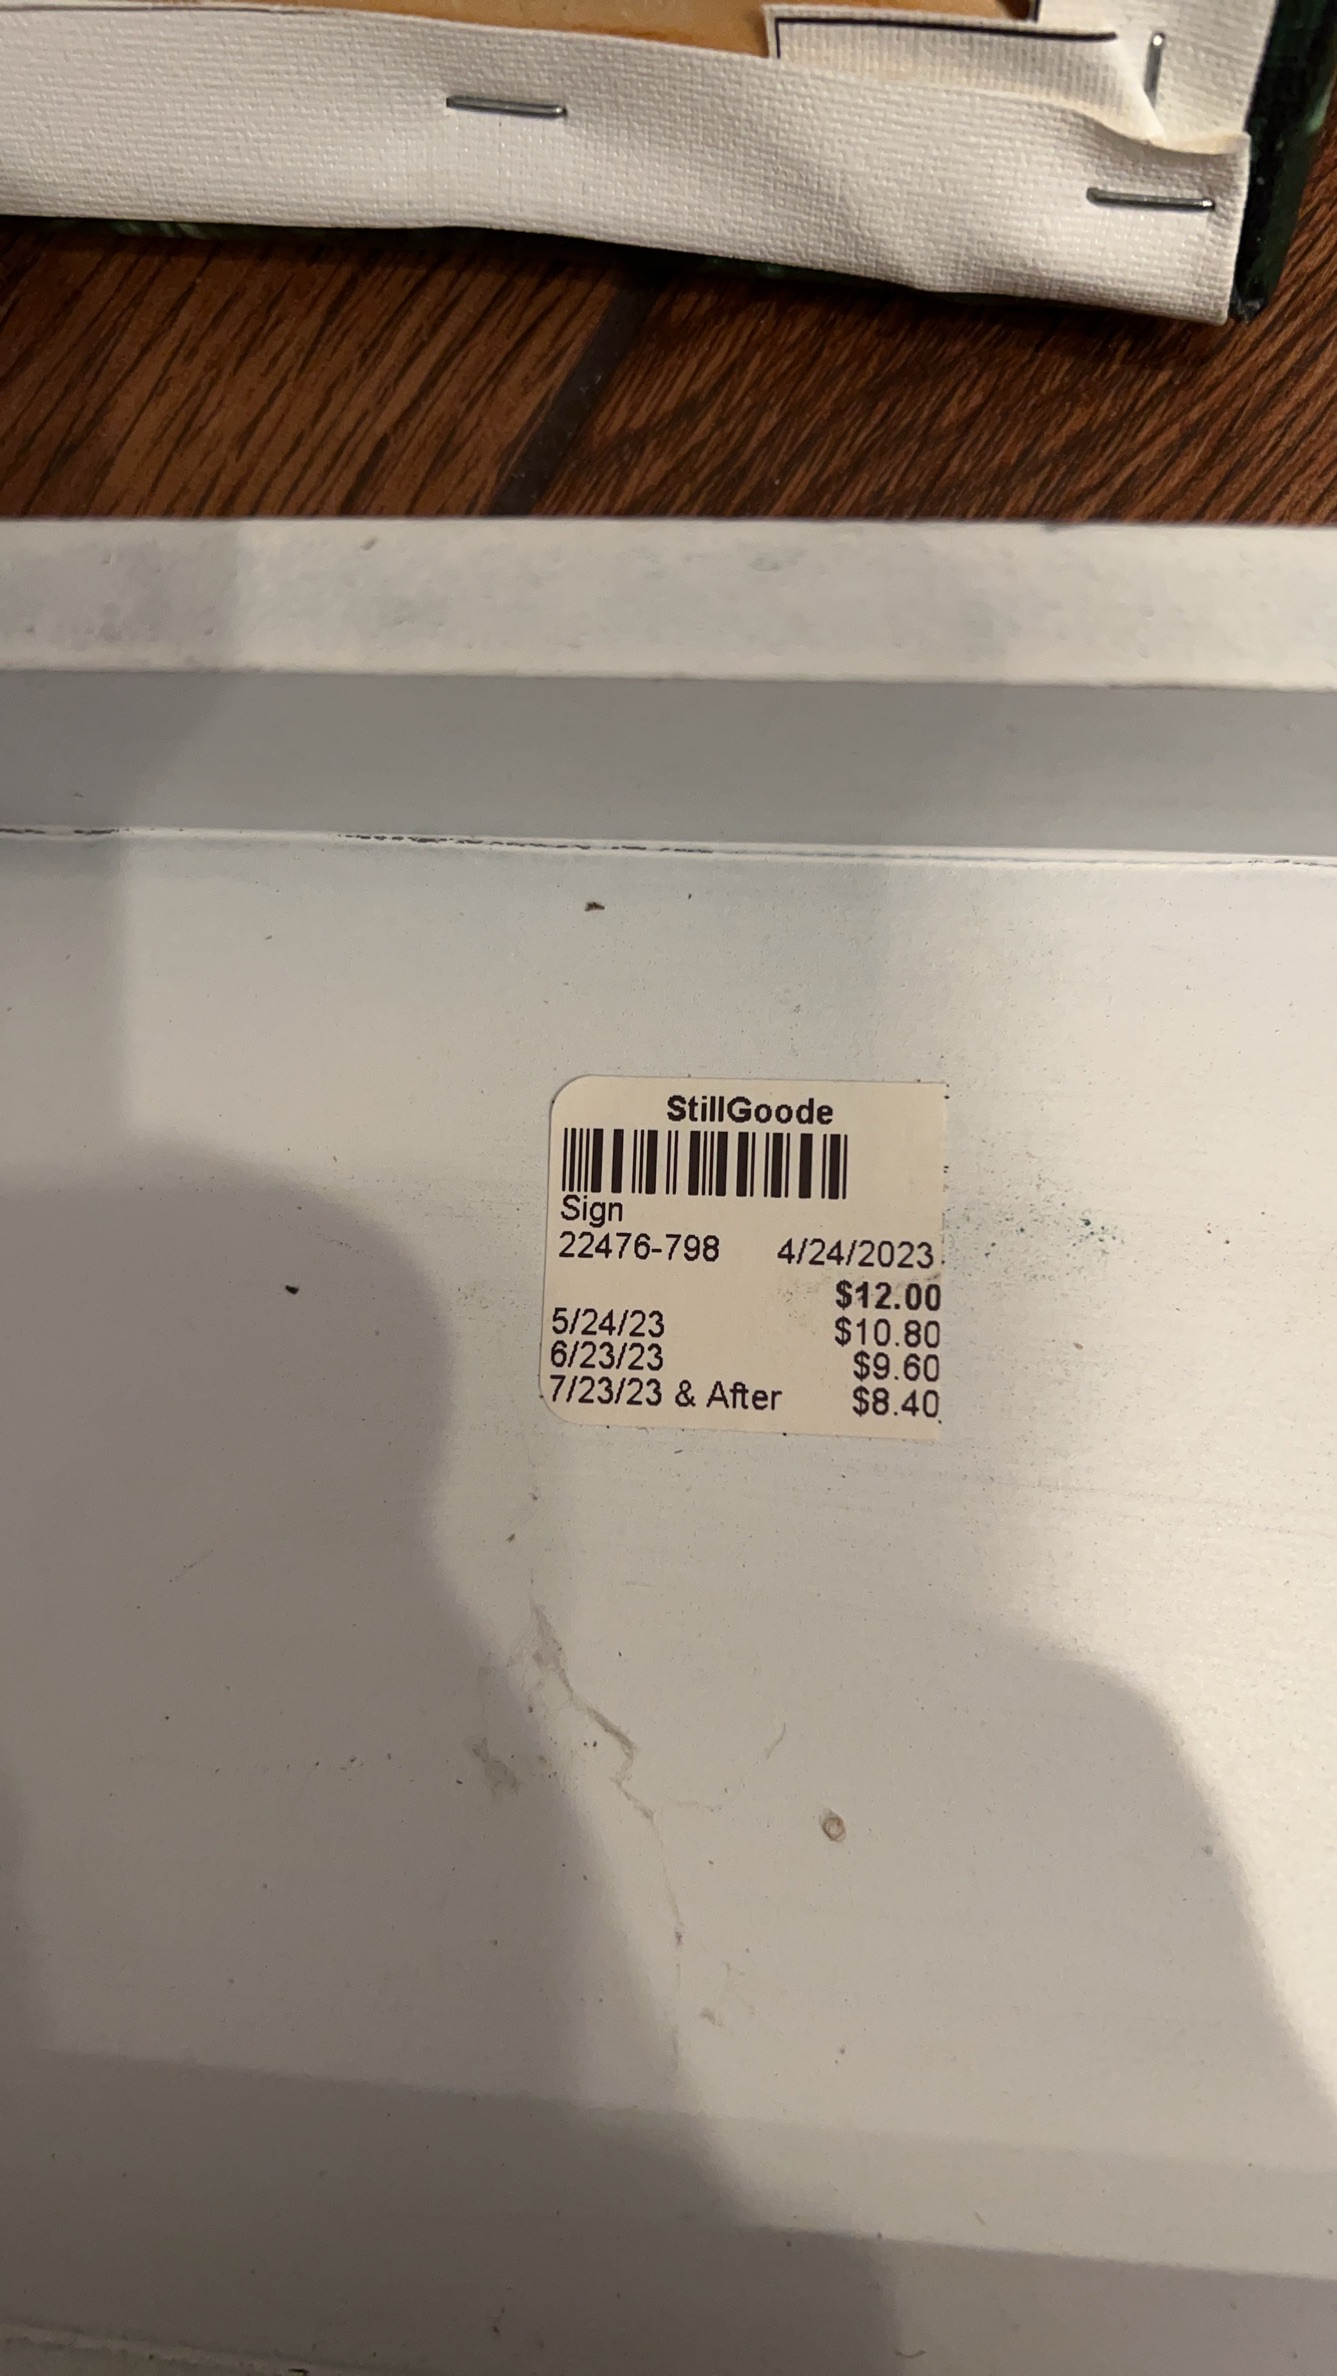 StillGoode
Sign
22476-798 4/24/2023
$12.00
5/24/23 $10.80
6/23/23 $9.60
7/23/23 & After $8.40